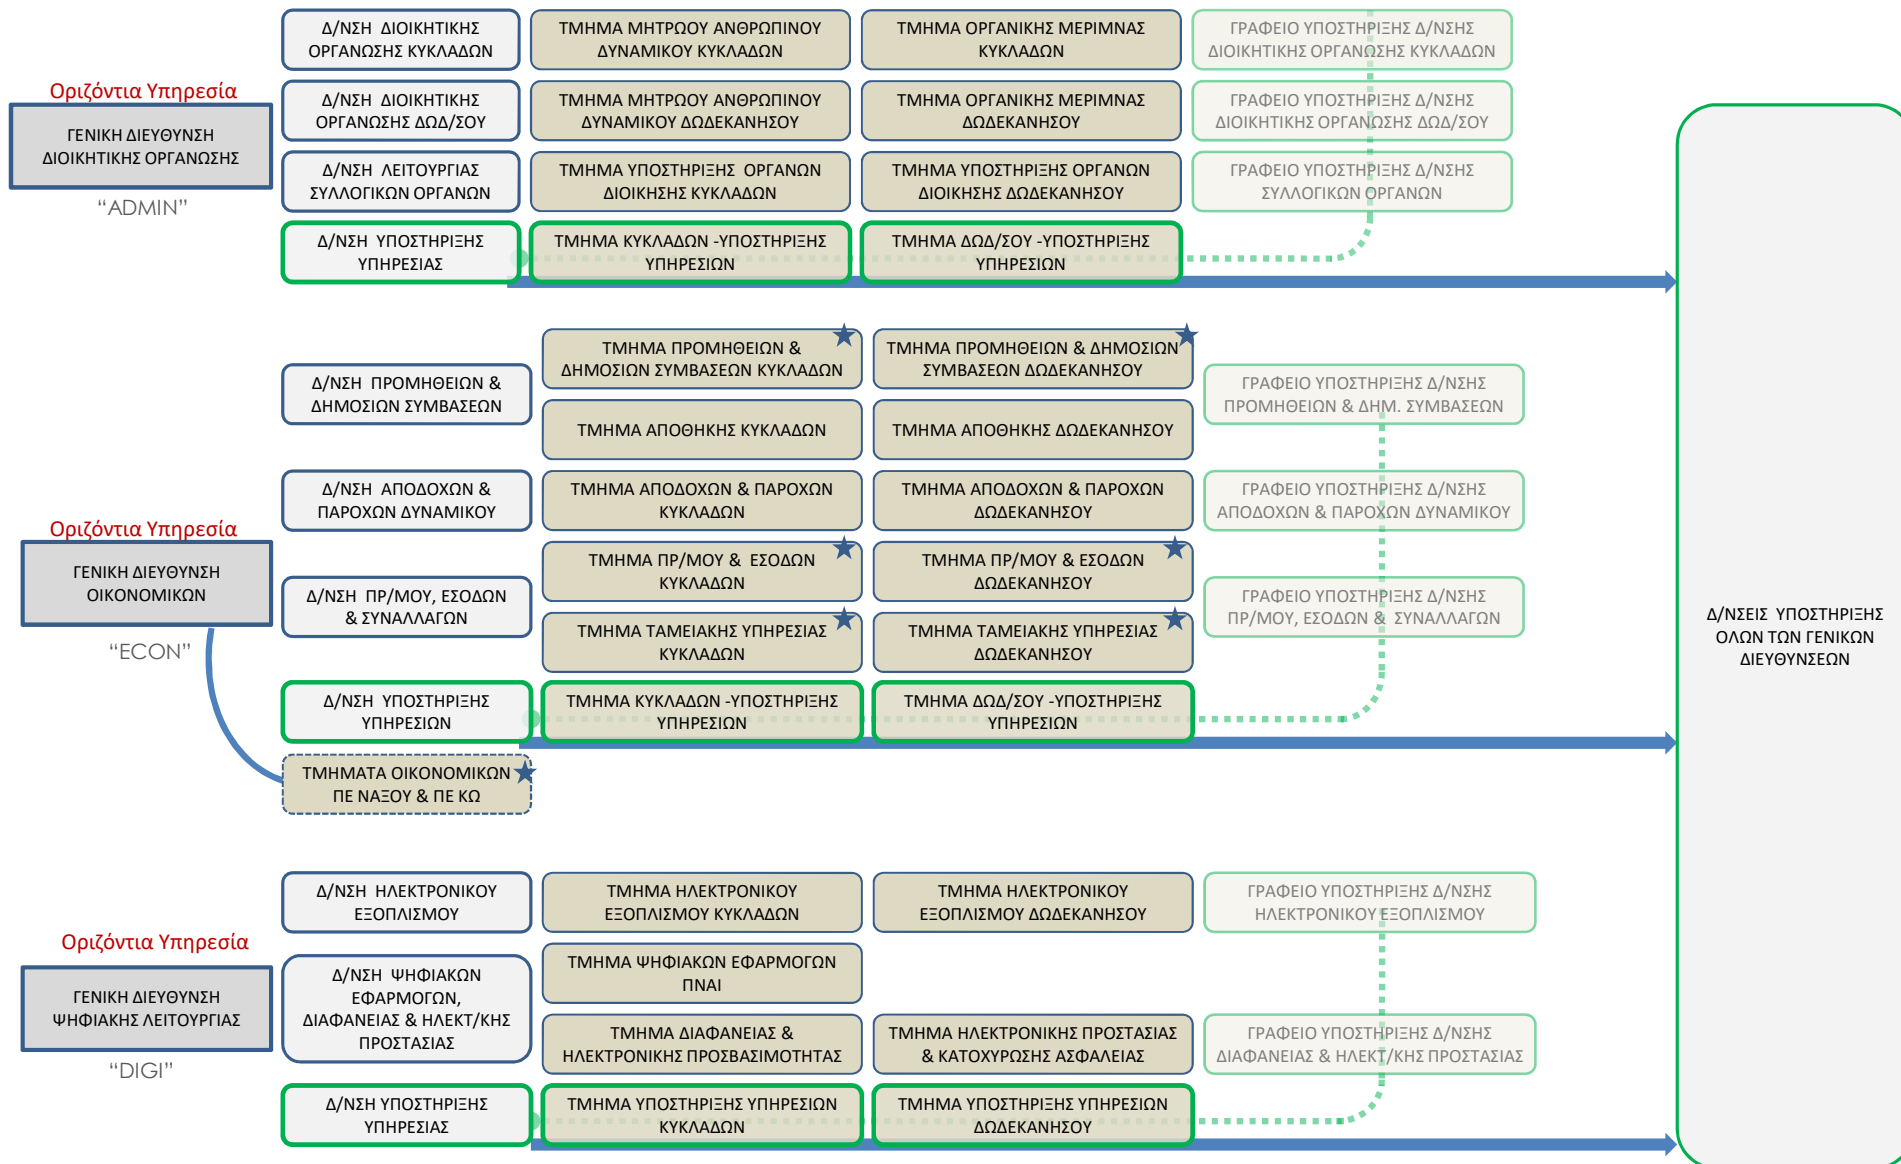 Οριζόντια Υπηρεσία
ΓΕΝΙΚΗ ΔΙΕΥΘΥΝΣΗ
ΔΙΟΙΚΗΤΙΚΗΣ ΟΡΓΑΝΩΣΗΣ
“ADMIN”
Δ/ΝΣΗ ΔΙΟΙΚΗΤΙΚΗΣ
ΟΡΓΑΝΩΣΗΣ ΚΥΚΛΑΔΩΝ
ΤΜΗΜΑ ΜΗΤΡΩΟΥ ΑΝΘΡΩΠΙΝΟΥ
ΔΥΝΑΜΙΚΟΥ ΚΥΚΛΑΔΩΝ
ΤΜΗΜΑ ΟΡΓΑΝΙΚΗΣ ΜΕΡΙΜΝΑΣ
ΚΥΚΛΑΔΩΝ
ΓΡΑΦΕΙΟ ΥΠΟΣΤΗΡΙΞΗΣ Δ/ΝΣΗΣ
ΔΙΟΙΚΗΤΙΚΗΣ ΟΡΓΑΝΩΣΗΣ ΚΥΚΛΑΔΩΝ
Δ/ΝΣΗ ΔΙΟΙΚΗΤΙΚΗΣ
ΟΡΓΑΝΩΣΗΣ ΔΩΔ/ΣΟΥ
ΤΜΗΜΑ ΜΗΤΡΩΟΥ ΑΝΘΡΩΠΙΝΟΥ
ΔΥΝΑΜΙΚΟΥ ΔΩΔΕΚΑΝΗΣΟΥ
ΤΜΗΜΑ ΟΡΓΑΝΙΚΗΣ ΜΕΡΙΜΝΑΣ
ΔΩΔΕΚΑΝΗΣΟΥ
ΓΡΑΦΕΙΟ ΥΠΟΣΤΗΡΙΞΗΣ Δ/ΝΣΗΣ
ΔΙΟΙΚΗΤΙΚΗΣ ΟΡΓΑΝΩΣΗΣ ΔΩΔ/ΣΟΥ
Δ/ΝΣΗ ΛΕΙΤΟΥΡΓΙΑΣ
ΣΥΛΛΟΓΙΚΩΝ ΟΡΓΑΝΩΝ
ΤΜΗΜΑ ΥΠΟΣΤΗΡΙΞΗΣ ΟΡΓΑΝΩΝ
ΔΙΟΙΚΗΣΗΣ ΚΥΚΛΑΔΩΝ
ΤΜΗΜΑ ΥΠΟΣΤΗΡΙΞΗΣ ΟΡΓΑΝΩΝ
ΔΙΟΙΚΗΣΗΣ ΔΩΔΕΚΑΝΗΣΟΥ
ΓΡΑΦΕΙΟ ΥΠΟΣΤΗΡΙΞΗΣ Δ/ΝΣΗΣ
ΣΥΛΛΟΓΙΚΩΝ ΟΡΓΑΝΩΝ
Δ/ΝΣΗ ΥΠΟΣΤΗΡΙΞΗΣ
ΥΠΗΡΕΣΙΑΣ
ΤΜΗΜΑ ΚΥΚΛΑΔΩΝ -ΥΠΟΣΤΗΡΙΞΗΣ
ΥΠΗΡΕΣΙΩΝ
ΤΜΗΜΑ ΔΩΔ/ΣΟΥ -ΥΠΟΣΤΗΡΙΞΗΣ
ΥΠΗΡΕΣΙΩΝ
Οριζόντια Υπηρεσία
ΓΕΝΙΚΗ ΔΙΕΥΘΥΝΣΗ
ΟΙΚΟΝΟΜΙΚΩΝ
“ECON”
Δ/ΝΣΗ ΠΡΟΜΗΘΕΙΩΝ &
ΔΗΜΟΣΙΩΝ ΣΥΜΒΑΣΕΩΝ
ΤΜΗΜΑ ΠΡΟΜΗΘΕΙΩΝ &
ΔΗΜΟΣΙΩΝ ΣΥΜΒΑΣΕΩΝ ΚΥΚΛΑΔΩΝ
ΤΜΗΜΑ ΠΡΟΜΗΘΕΙΩΝ & ΔΗΜΟΣΙΩΝ
ΣΥΜΒΑΣΕΩΝ ΔΩΔΕΚΑΝΗΣΟΥ
ΤΜΗΜΑ ΑΠΟΘΗΚΗΣ ΚΥΚΛΑΔΩΝ
ΤΜΗΜΑ ΑΠΟΘΗΚΗΣ ΔΩΔΕΚΑΝΗΣΟΥ
ΓΡΑΦΕΙΟ ΥΠΟΣΤΗΡΙΞΗΣ Δ/ΝΣΗΣ
ΠΡΟΜΗΘΕΙΩΝ & ΔΗΜ. ΣΥΜΒΑΣΕΩΝ
Δ/ΝΣΗ ΑΠΟΔΟΧΩΝ &
ΠΑΡΟΧΩΝ ΔΥΝΑΜΙΚΟΥ
ΤΜΗΜΑ ΑΠΟΔΟΧΩΝ & ΠΑΡΟΧΩΝ
ΚΥΚΛΑΔΩΝ
ΤΜΗΜΑ ΑΠΟΔΟΧΩΝ & ΠΑΡΟΧΩΝ
ΔΩΔΕΚΑΝΗΣΟΥ
ΓΡΑΦΕΙΟ ΥΠΟΣΤΗΡΙΞΗΣ Δ/ΝΣΗΣ
ΑΠΟΔΟΧΩΝ & ΠΑΡΟΧΩΝ ΔΥΝΑΜΙΚΟΥ
Δ/ΝΣΗ ΠΡ/ΜΟΥ, ΕΣΟΔΩΝ
& ΣΥΝΑΛΛΑΓΩΝ
ΤΜΗΜΑ ΠΡ/ΜΟΥ & ΕΣΟΔΩΝ
ΚΥΚΛΑΔΩΝ
ΤΜΗΜΑ ΠΡ/ΜΟΥ & ΕΣΟΔΩΝ
ΔΩΔΕΚΑΝΗΣΟΥ
ΤΜΗΜΑ ΤΑΜΕΙΑΚΗΣ ΥΠΗΡΕΣΙΑΣ
ΚΥΚΛΑΔΩΝ
ΤΜΗΜΑ ΤΑΜΕΙΑΚΗΣ ΥΠΗΡΕΣΙΑΣ
ΔΩΔΕΚΑΝΗΣΟΥ
ΓΡΑΦΕΙΟ ΥΠΟΣΤΗΡΙΞΗΣ Δ/ΝΣΗΣ
ΠΡ/ΜΟΥ, ΕΣΟΔΩΝ & ΣΥΝΑΛΛΑΓΩΝ
Δ/ΝΣΗ ΥΠΟΣΤΗΡΙΞΗΣ
ΥΠΗΡΕΣΙΩΝ
ΤΜΗΜΑ ΚΥΚΛΑΔΩΝ -ΥΠΟΣΤΗΡΙΞΗΣ
ΥΠΗΡΕΣΙΩΝ
ΤΜΗΜΑ ΔΩΔ/ΣΟΥ -ΥΠΟΣΤΗΡΙΞΗΣ
ΥΠΗΡΕΣΙΩΝ
ΤΜΗΜΑΤΑ ΟΙΚΟΝΟΜΙΚΩΝ
ΠΕ ΝΑΞΟΥ & ΠΕ ΚΩ
Οριζόντια Υπηρεσία
ΓΕΝΙΚΗ ΔΙΕΥΘΥΝΣΗ
ΨΗΦΙΑΚΗΣ ΛΕΙΤΟΥΡΓΙΑΣ
“DIGI”
Δ/ΝΣΗ ΗΛΕΚΤΡΟΝΙΚΟΥ
ΕΞΟΠΛΙΣΜΟΥ
ΤΜΗΜΑ ΗΛΕΚΤΡΟΝΙΚΟΥ
ΕΞΟΠΛΙΣΜΟΥ ΚΥΚΛΑΔΩΝ
ΤΜΗΜΑ ΗΛΕΚΤΡΟΝΙΚΟΥ
ΕΞΟΠΛΙΣΜΟΥ ΔΩΔΕΚΑΝΗΣΟΥ
ΓΡΑΦΕΙΟ ΥΠΟΣΤΗΡΙΞΗΣ Δ/ΝΣΗΣ
ΗΛΕΚΤΡΟΝΙΚΟΥ ΕΞΟΠΛΙΣΜΟΥ
Δ/ΝΣΗ ΨΗΦΙΑΚΩΝ
ΕΦΑΡΜΟΓΩΝ,
ΔΙΑΦΑΝΕΙΑΣ & ΗΛΕΚΤ/ΚΗΣ
ΠΡΟΣΤΑΣΙΑΣ
ΤΜΗΜΑ ΨΗΦΙΑΚΩΝ ΕΦΑΡΜΟΓΩΝ
ΠΝΑΙ
ΤΜΗΜΑ ΔΙΑΦΑΝΕΙΑΣ &
ΗΛΕΚΤΡΟΝΙΚΗΣ ΠΡΟΣΒΑΣΙΜΟΤΗΤΑΣ
ΤΜΗΜΑ ΗΛΕΚΤΡΟΝΙΚΗΣ ΠΡΟΣΤΑΣΙΑΣ
& ΚΑΤΟΧΥΡΩΣΗΣ ΑΣΦΑΛΕΙΑΣ
ΓΡΑΦΕΙΟ ΥΠΟΣΤΗΡΙΞΗΣ Δ/ΝΣΗΣ
ΔΙΑΦΑΝΕΙΑΣ & ΗΛΕΚΤ/ΚΗΣ ΠΡΟΣΤΑΣΙΑΣ
Δ/ΝΣΗ ΥΠΟΣΤΗΡΙΞΗΣ
ΥΠΗΡΕΣΙΑΣ
ΤΜΗΜΑ ΥΠΟΣΤΗΡΙΞΗΣ ΥΠΗΡΕΣΙΩΝ
ΚΥΚΛΑΔΩΝ
ΤΜΗΜΑ ΥΠΟΣΤΗΡΙΞΗΣ ΥΠΗΡΕΣΙΩΝ
ΔΩΔΕΚΑΝΗΣΟΥ
Δ/ΝΣΕΙΣ ΥΠΟΣΤΗΡΙΞΗΣ
ΟΛΩΝ ΤΩΝ ΓΕΝΙΚΩΝ
ΔΙΕΥΘΥΝΣΕΩΝ